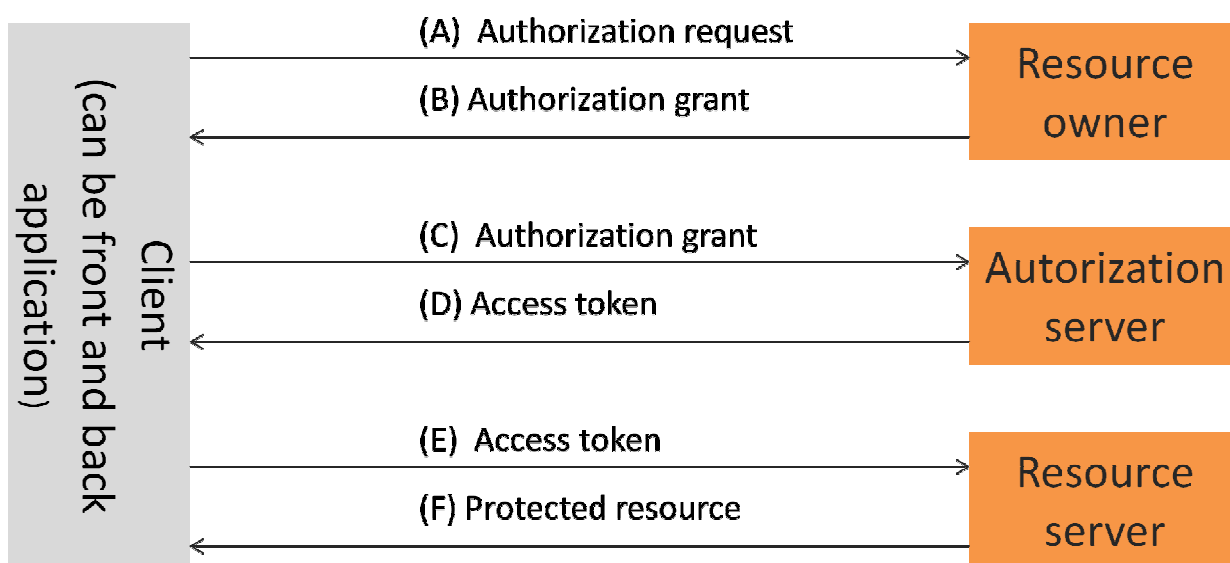 (A) Authorization request
(B) Authorization grant
Resource
owner
Client
(can be front and back
application)
(C) Authorization grant
(D) Access token
Autorization
server
(E) Access token
(F) Protected resource
Resource
server